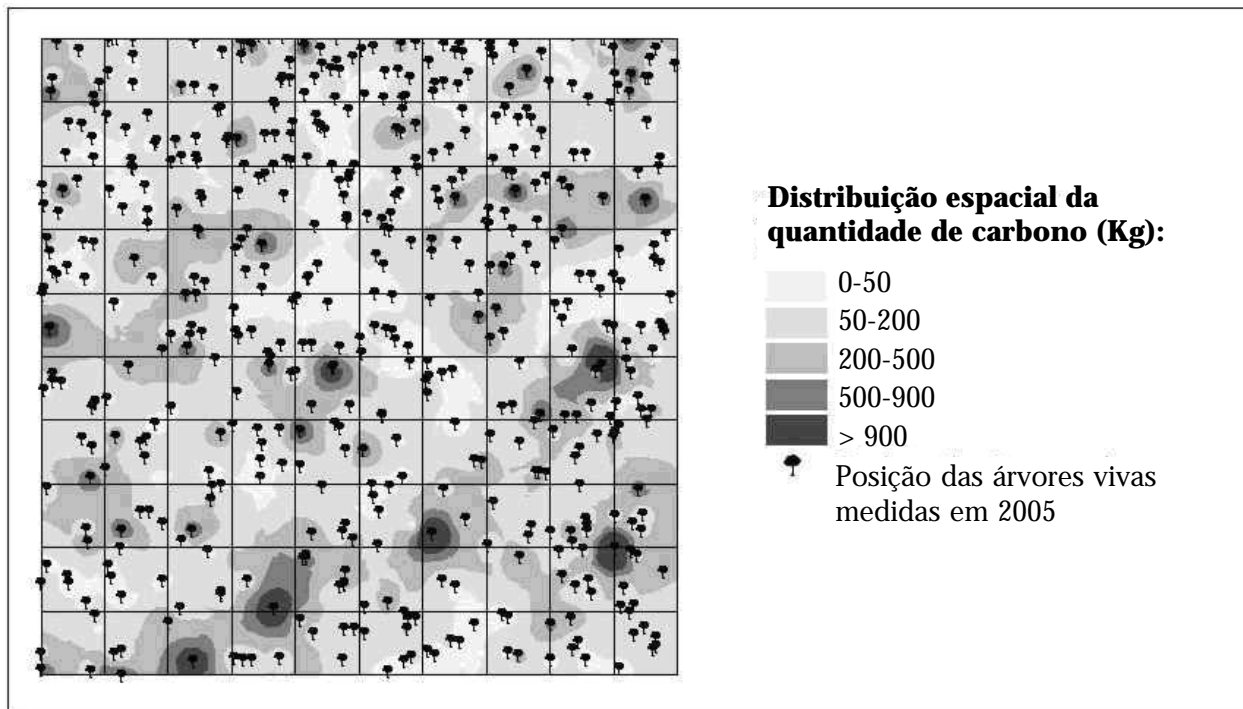 Distribuição espacial da
quantidade de carbono (Kg):
0-50
50-200
200-500
500-900
> 900
Posição das árvores vivas
medidas em 2005